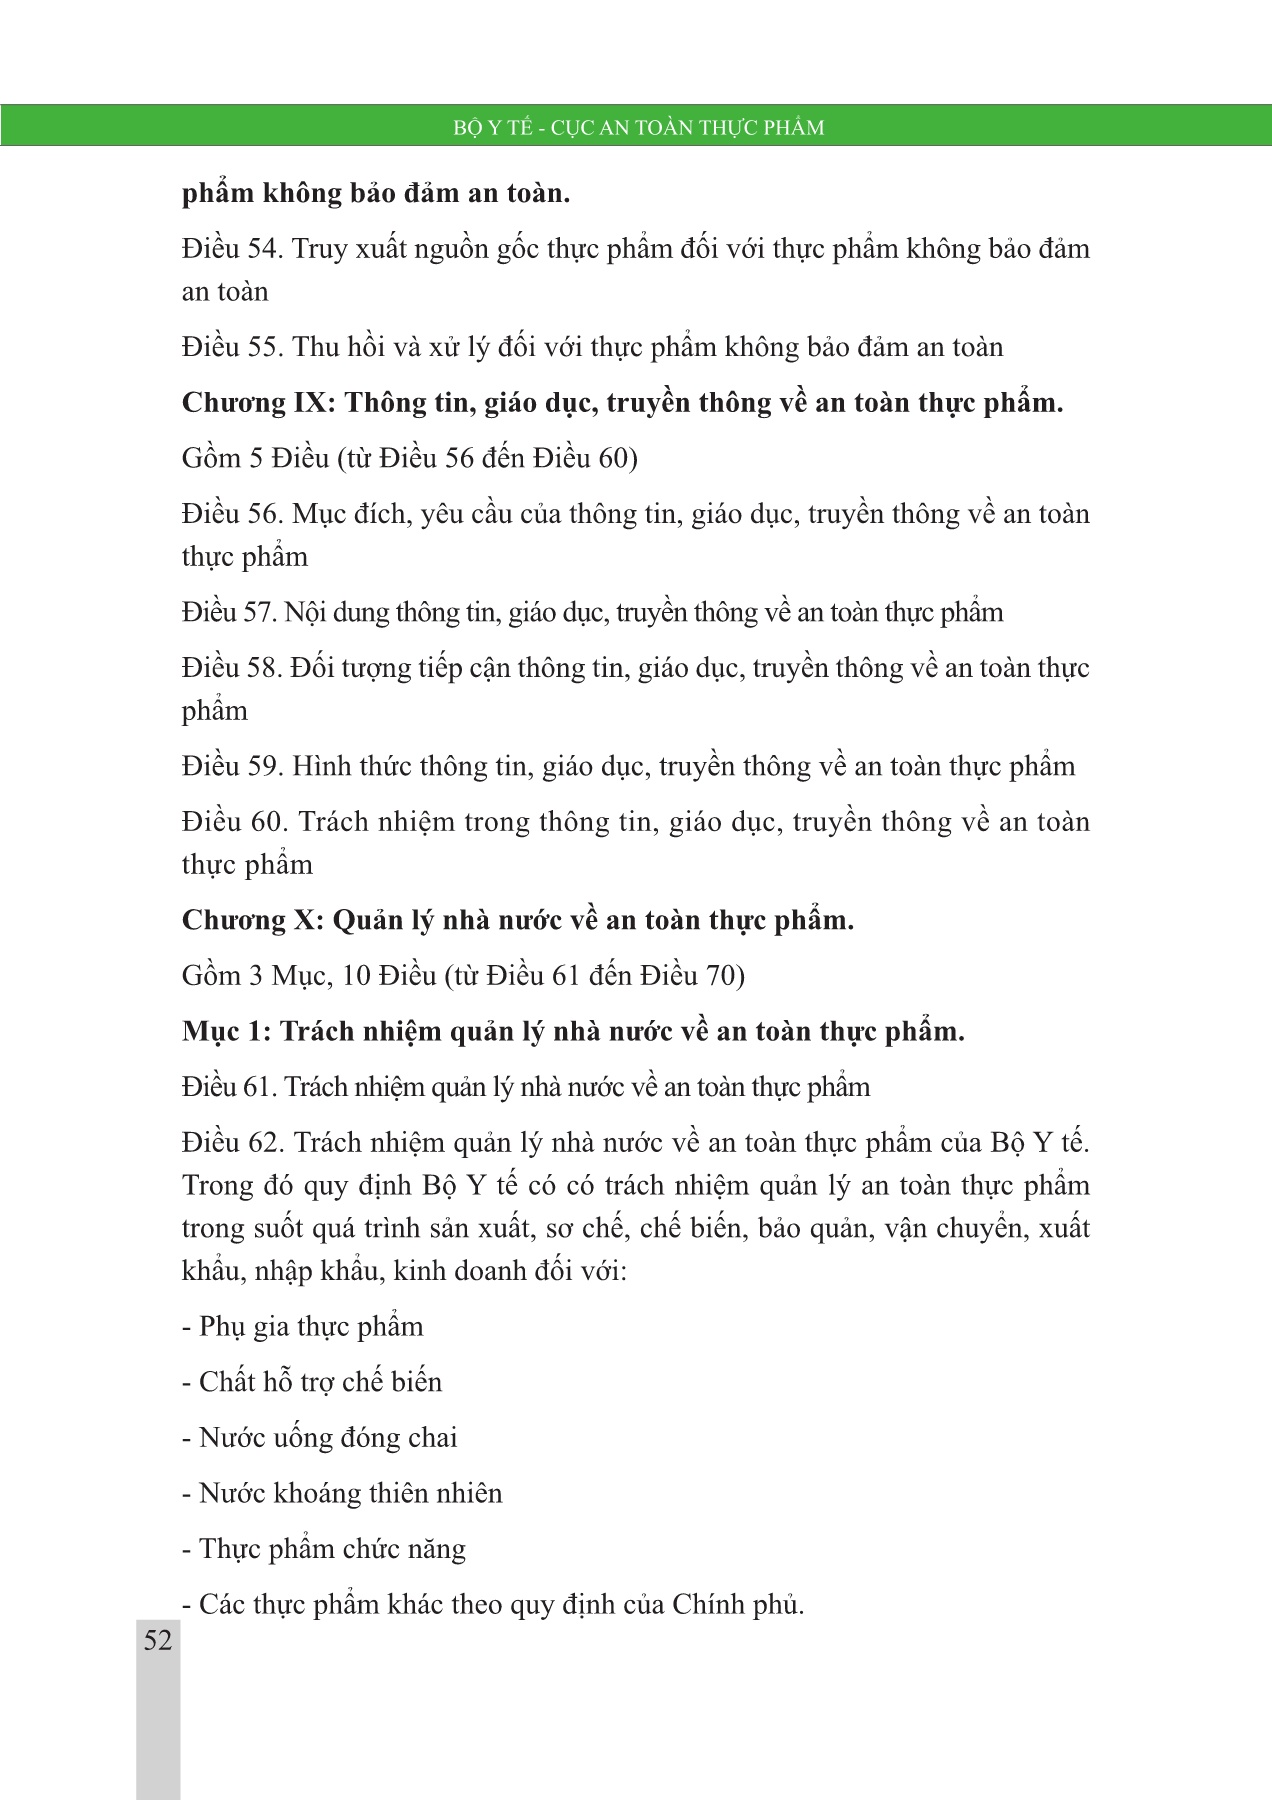 BỘ Y TẾ - CỤC AN TOÀN THỰC PHẨM
phẩm không bảo đảm an toàn.
Điều 54. Truy xuất nguồn gốc thực phẩm đối với thực phẩm không bảo đảm
an toàn
Điều 55. Thu hồi và xử lý đối với thực phẩm không bảo đảm an toàn
Chương IX: Thông tin, giáo dục, truyền thông về an toàn thực phẩm.
Gồm 5 Điều (từ Điều 56 đến Điều 60)
Điều 56. Mục đích, yêu cầu của thông tin, giáo dục, truyền thông về an toàn
thực phẩm
Điều 57. Nội dung thông tin, giáo dục, truyền thông về an toàn thực phẩm
Điều 58. Đối tượng tiếp cận thông tin, giáo dục, truyền thông về an toàn thực
phẩm
Điều 59. Hình thức thông tin, giáo dục, truyền thông về an toàn thực phẩm
Điều 60. Trách nhiệm trong thông tin, giáo dục, truyền thông về an toàn
thực phẩm
Chương X: Quản lý nhà nước về an toàn thực phẩm.
Gồm 3 Mục, 10 Điều (từ Điều 61 đến Điều 70)
Mục 1: Trách nhiệm quản lý nhà nước về an toàn thực phẩm.
Điều 61. Trách nhiệm quản lý nhà nước về an toàn thực phẩm
Điều 62. Trách nhiệm quản lý nhà nước về an toàn thực phẩm của Bộ Y tế.
Trong đó quy định Bộ Y tế có có trách nhiệm quản lý an toàn thực phẩm
trong suốt quá trình sản xuất, sơ chế, chế biến, bảo quản, vận chuyển, xuất
khẩu, nhập khẩu, kinh doanh đối với:
- Phụ gia thực phẩm
- Chất hỗ trợ chế biến
- Nước uống đóng chai
- Nước khoáng thiên nhiên
- Thực phẩm chức năng
- Các thực phẩm khác theo quy định của Chính phủ.
52